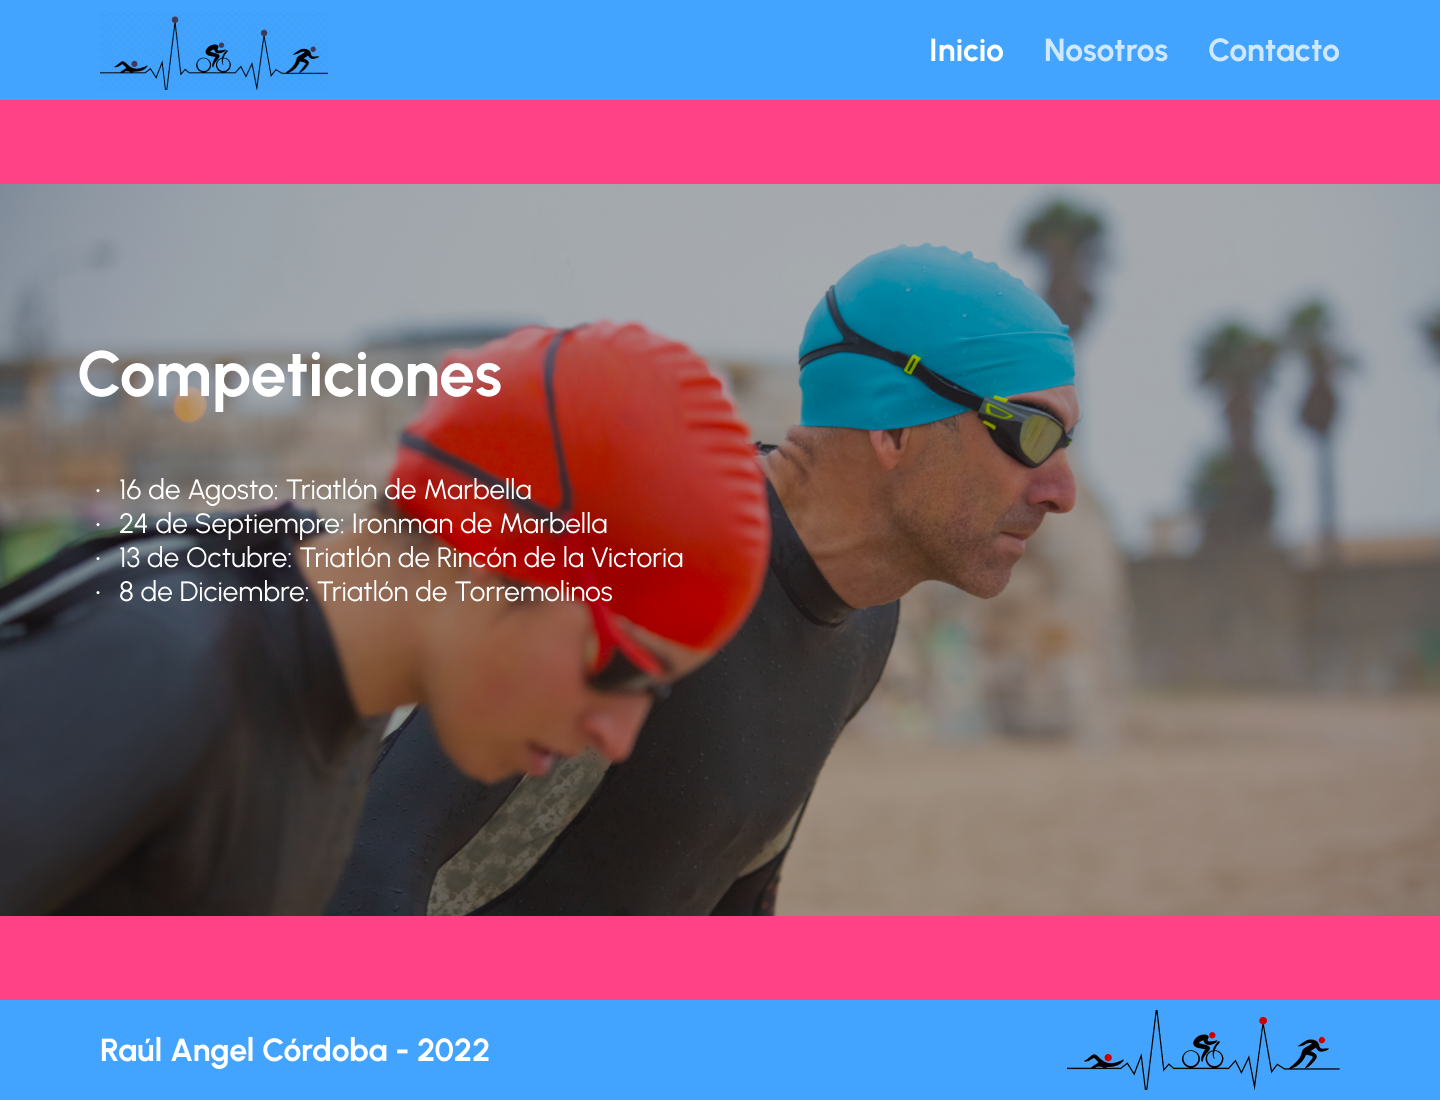 Inicio Nosotros Contacto
Competiciones
· 16 de Agosto: Triatlón de Marbella
· 24 de Septiempre: Ironman de Marbella
· 13 de Octubre: Triatlón de Rincón de la Victoria
· 8 de Diciembre: Triatlón de Torremolinos
Raúl Angel Córdoba - 2022